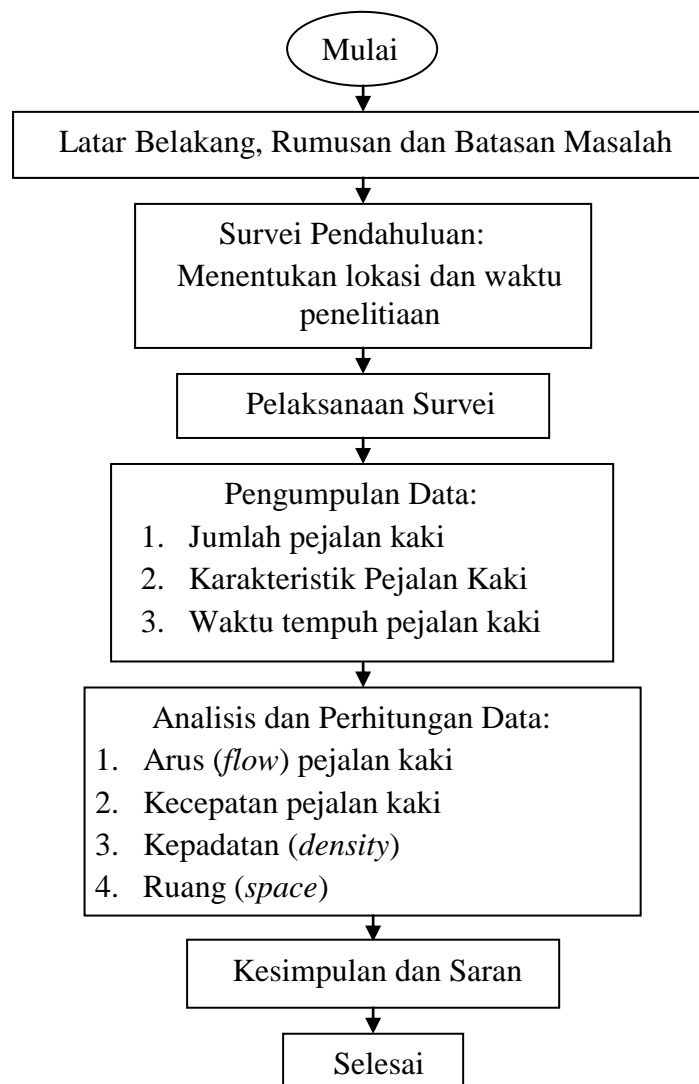 Mulai
Latar Belakang, Rumusan dan Batasan Masalah
Survei Pendahuluan:
Menentukan lokasi dan waktu
penelitiaan
Pelaksanaan Survei
Pengumpulan Data:
1. Jumlah pejalan kaki
2. Karakteristik Pejalan Kaki
3. Waktu tempuh pejalan kaki
Analisis dan Perhitungan Data:
1. Arus (flow) pejalan kaki
2. Kecepatan pejalan kaki
3. Kepadatan (density)
4. Ruang (space)
Kesimpulan dan Saran
Selesai